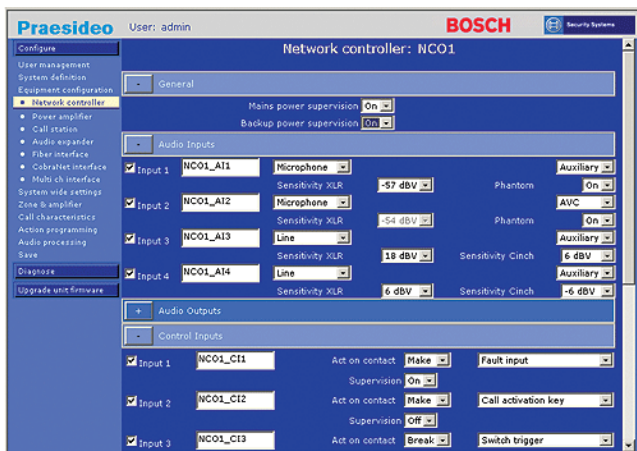 Praesideo User: admin BOSCH Security Systems
Configure
User management
System definition
Equipment configuration
Network controller
Power amplifier
Call station
Audio expander
Fiber interface
CobraNet interface
Multi ch interface
System wide settings
Zone & amplifier
Call characteristics
Action programming
Audio processing
Save
Diagnose
Upgrade unit firmware
Network controller: NCO1
- General
Mains power supervision On
Backup power supervision On
- Audio Inputs
Input 1 NCO1_AI1 Microphone Auxiliary
Sensitivity XLR -57 dBV Phantom On
Input 2 NCO1_AI2 Microphone AVC
Sensitivity XLR -54 dBV Phantom On
Input 3 NCO1_AI3 Line Auxiliary
Sensitivity XLR 18 dBV Sensitivity Cinch 6 dBV
Input 4 NCO1_AI4 Line Auxiliary
Sensitivity XLR 6 dBV Sensitivity Cinch -6 dBV
+ Audio Outputs
- Control Inputs
Input 1 NCO1_CI1 Act on contact Make Fault input
Supervision On
Input 2 NCO1_CI2 Act on contact Make Call activation key
Supervision Off
Input 3 NCO1_CI3 Act on contact Break Switch trigger